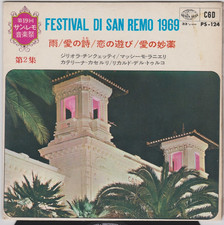 第19回
サン・レモ
音楽祭
第2集
FESTIVAL DI SAN REMO 1969
CGD
PS-124
雨/愛の詩/恋の遊び/愛の妙薬
ジリオラ・チンクェッティ/マッシーモ・ラニエリ
カテリーナ・カセルリ/リカルド・デル・トゥルコ